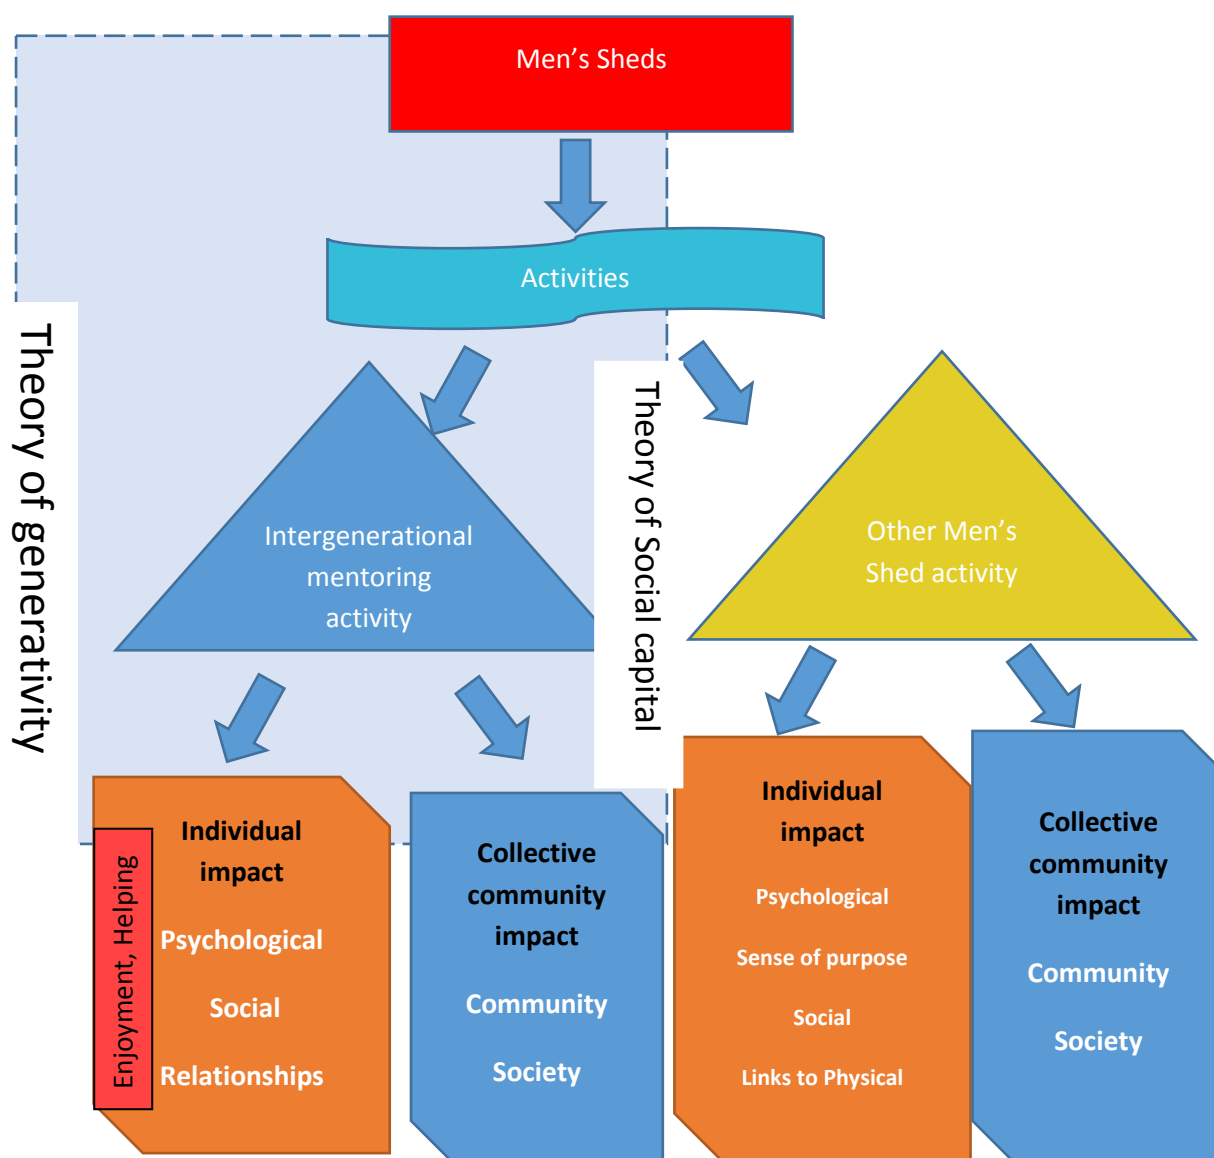 Men’s Sheds
Activities
Theory of generativity
Intergenerational
mentoring
activity
Theory of Social capital
Other Men’s
Shed activity
Enjoyment, Helping
Individual
impact
Psychological
Social
Relationships
Collective
community
impact
Community
Society
Individual
impact
Psychological
Sense of purpose
Social
Links to Physical
Collective
community
impact
Community
Society